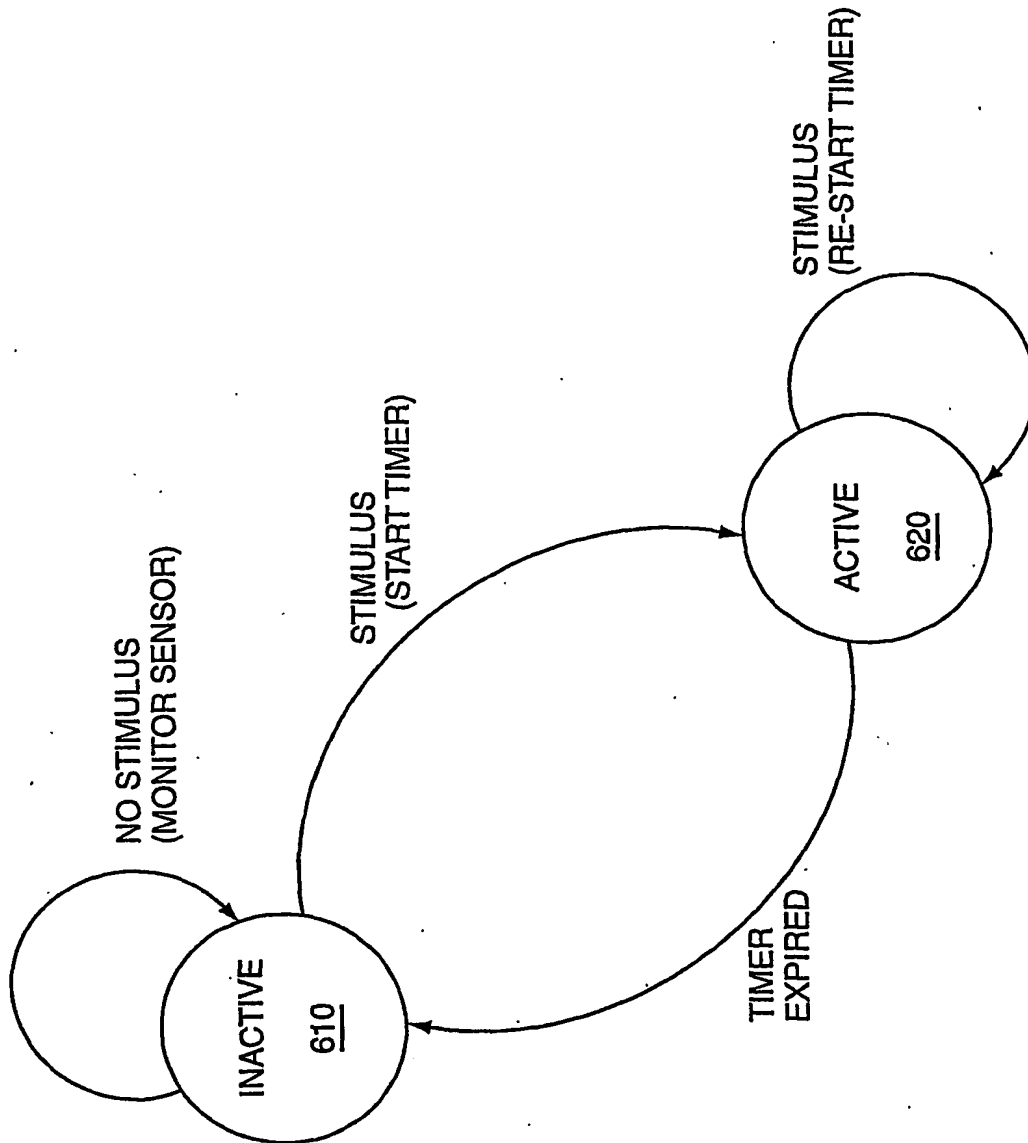 NO STIMULUS
(MONITOR SENSOR)
INACTIVE
610
STIMULUS
(START TIMER)
TIMER
EXPIRED
ACTIVE
620
STIMULUS
(RE-START TIMER)